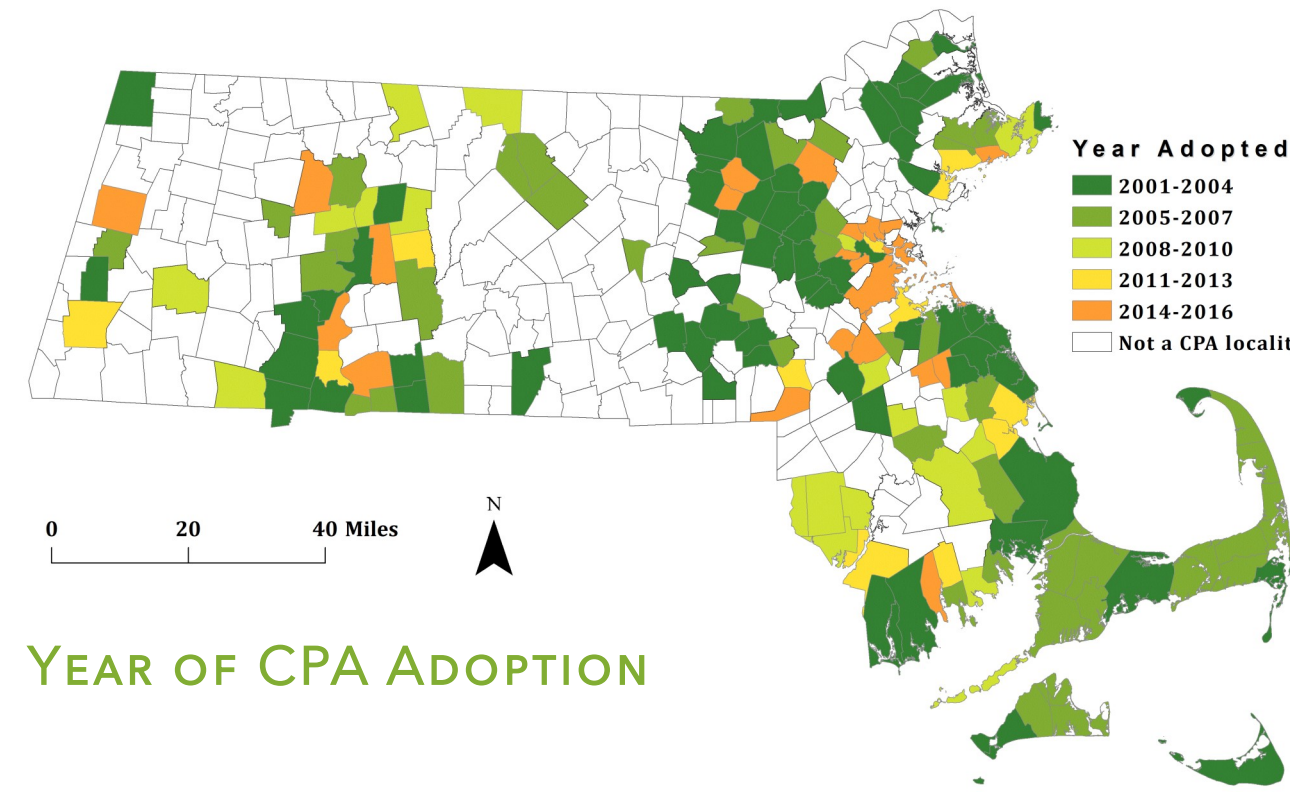 Year Adopted
2001-2004
2005-2007
2008-2010
2011-2013
2014-2016
Not a CPA localit
N
0 20 40 Miles
YEAR OF CPA ADOPTION